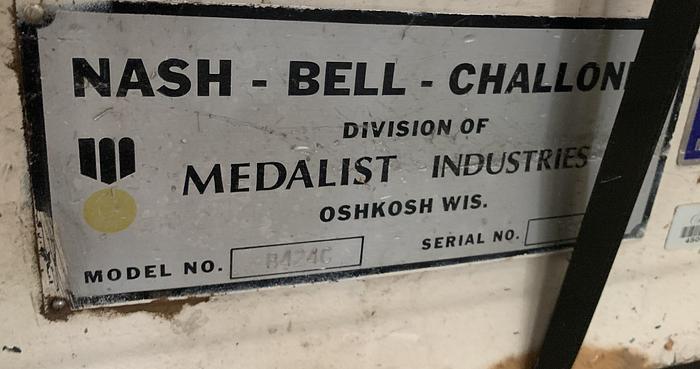 NASH - BELL - CHALLON
DIVISION OF
MEDALIST INDUSTRIES
OSHKOSH WIS.
MODEL NO. B424C
SERIAL NO.